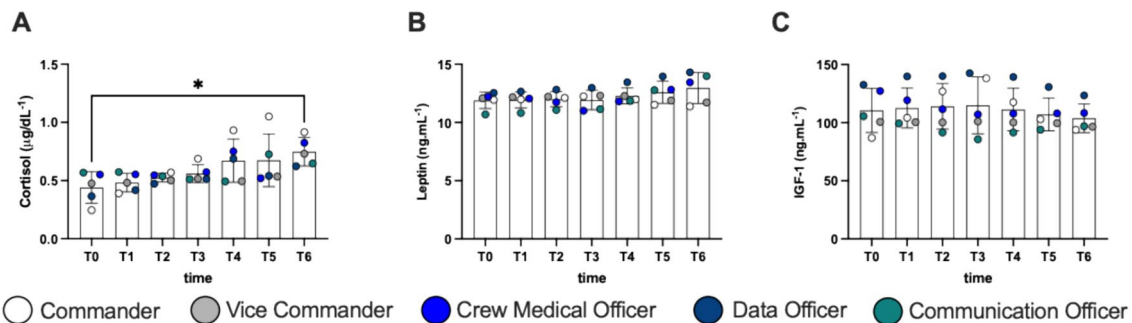 A
B
C
Cortisol (µg/dL⁻¹)
1.5
1.0
0.5
0.0
*
T0 T1 T2 T3 T4 T5 T6
time
Leptin (ng.mL⁻¹)
15
10
5
0
T0 T1 T2 T3 T4 T5 T6
time
IGF-1 (ng.mL⁻¹)
150
100
50
0
T0 T1 T2 T3 T4 T5 T6
time
Commander Vice Commander Crew Medical Officer Data Officer Communication Officer